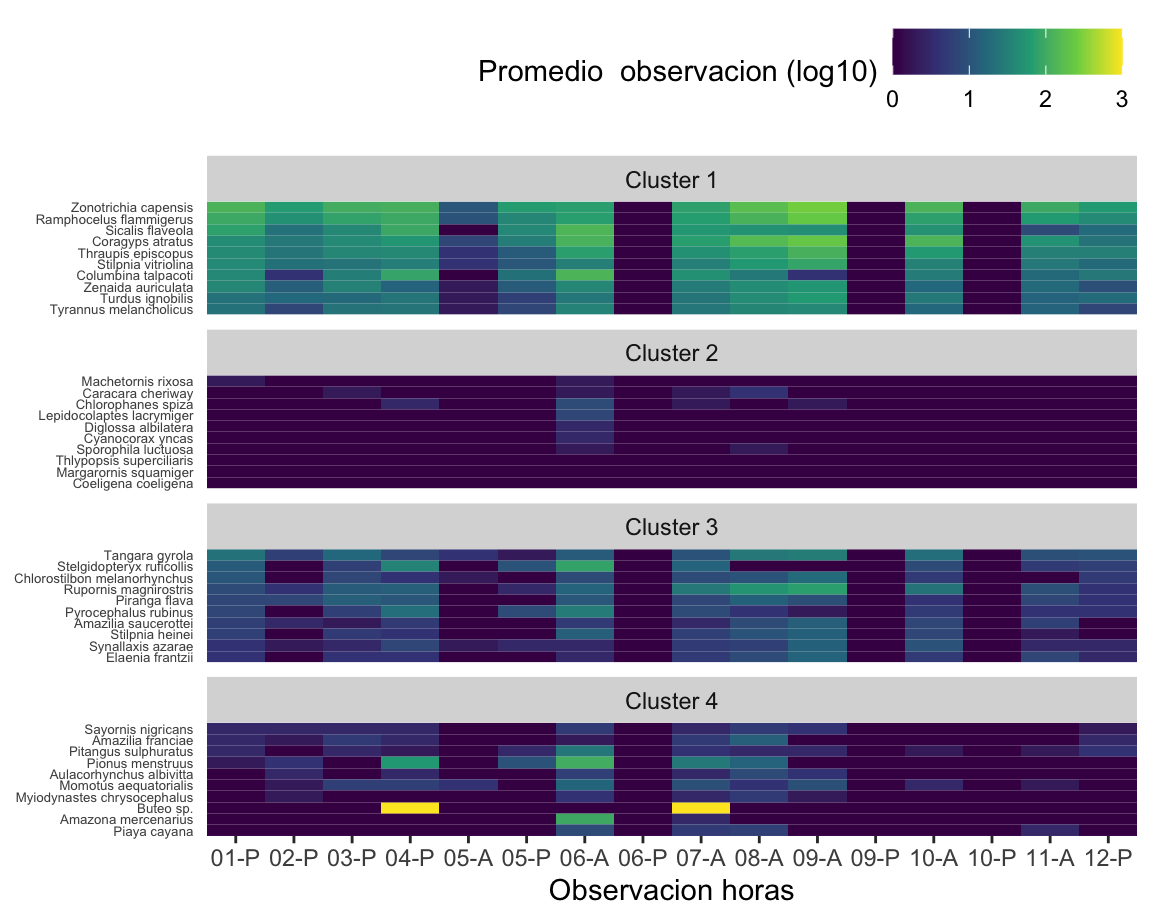 Promedio  observacion (log10)
0 1 2 3
Cluster 1
Zonotrichia capensis
Ramphocelus flammigerus
Sicalis flaveola
Coragyps atratus
Thraupis episcopus
Stilpnia vitriolina
Columbina talpacoti
Zenaida auriculata
Turdus ignobilis
Tyrannus melancholicus
Cluster 2
Machetornis rixosa
Caracara cheriway
Chlorophanes spiza
Lepidocolaptes lacrymiger
Diglossa albilatera
Cyanocorax yncas
Sporophila luctuosa
Thlypopsis superciliaris
Margarornis squamiger
Coeligena coeligena
Cluster 3
Tangara gyrola
Stelgidopteryx ruficollis
Chlorostilbon melanorhynchus
Rupornis magnirostris
Piranga flava
Pyrocephalus rubinus
Amazilia saucerottei
Stilpnia heinei
Synallaxis azarae
Elaenia frantzii
Cluster 4
Sayornis nigricans
Amazilia franciae
Pitangus sulphuratus
Pionus menstruus
Aulacorhynchus albivitta
Momotus aequatorialis
Myiodynastes chrysocephalus
Buteo sp.
Amazona mercenarius
Piaya cayana
01-P 02-P 03-P 04-P 05-A 05-P 06-A 06-P 07-A 08-A 09-A 09-P 10-A 10-P 11-A 12-P
Observacion horas